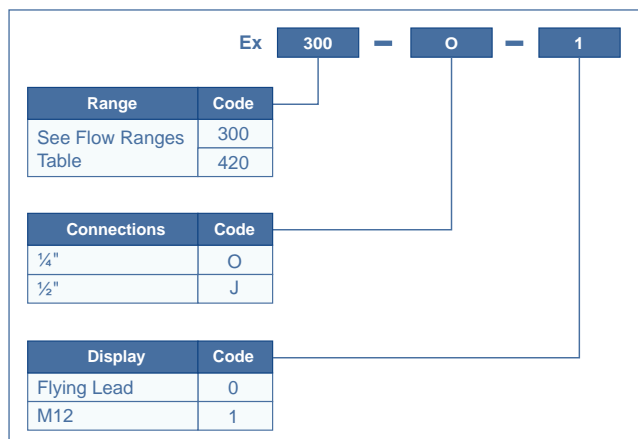 Ex 300 – O – 1
Range Code
See Flow Ranges 300
Table 420
Connections Code
¼" O
½" J
Display Code
Flying Lead 0
M12 1